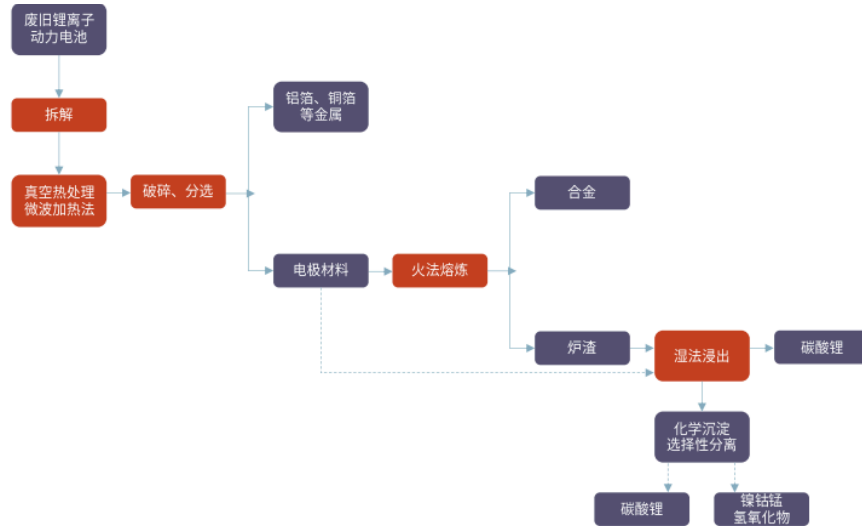 废旧锂离子
动力电池
拆解
真空热处理
微波加热法
破碎、分选
铝箔、铜箔
等金属
电极材料
火法熔炼
合金
炉渣
湿法浸出
碳酸锂
化学沉淀
选择性分离
碳酸锂
镍钴锰
氢氧化物